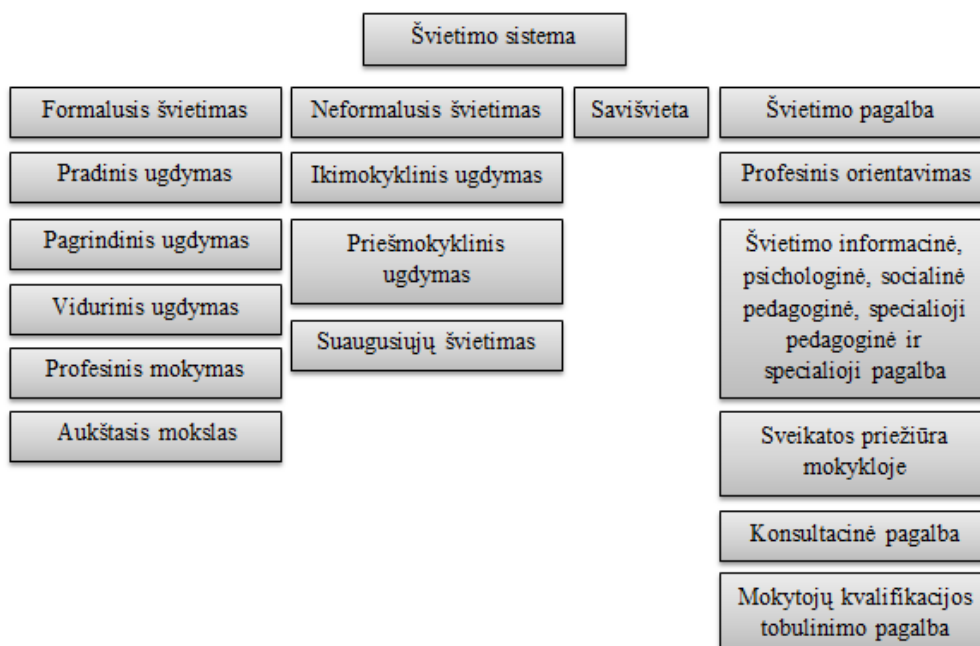 Švietimo sistema
Formalusis švietimas
Pradinis ugdymas
Pagrindinis ugdymas
Vidurinis ugdymas
Profesinis mokymas
Aukštasis mokslas
Neformalusis švietimas
Ikimokyklinis ugdymas
Priešmokyklinis
ugdymas
Suaugusiųjų švietimas
Savišvieta
Švietimo pagalba
Profesinis orientavimas
Švietimo informacinė,
psichologinė, socialinė
pedagoginė, specialioji
pedagoginė ir
specialioji pagalba
Sveikatos priežiūra
mokykloje
Konsultacinė pagalba
Mokytojų kvalifikacijos
tobulinimo pagalba